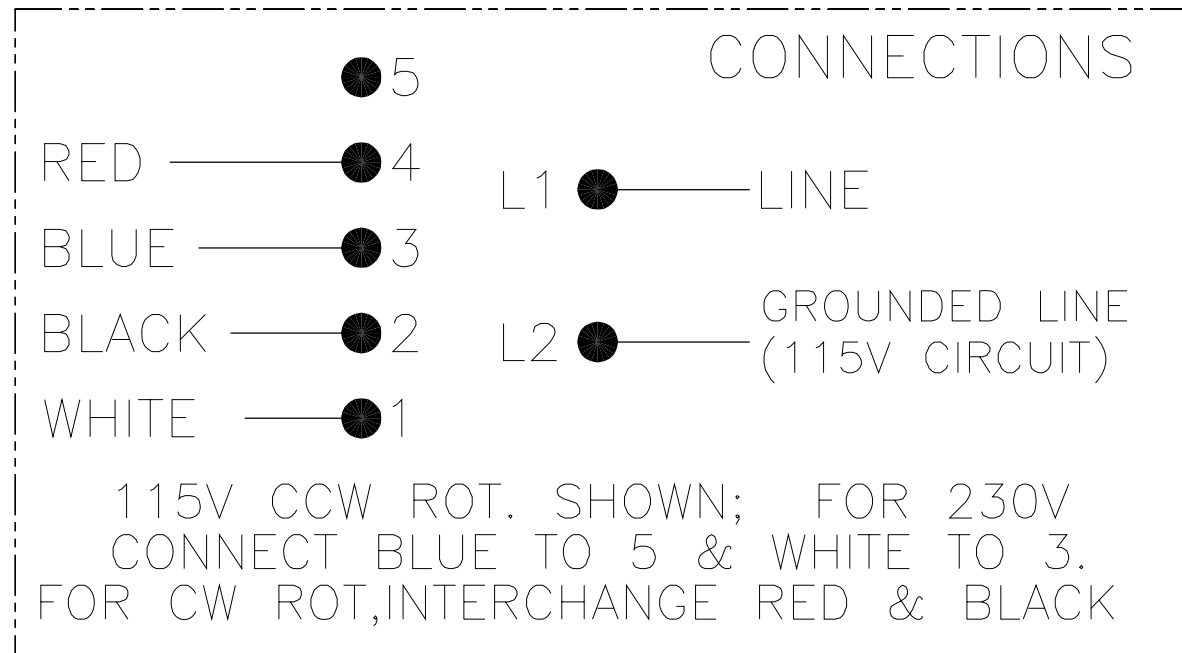 CONNECTIONS
5
RED 4
L1 LINE
BLUE 3
GROUNDED LINE
BLACK 2
L2
(115V CIRCUIT)
WHITE 1
115V CCW ROT. SHOWN; FOR 230V
CONNECT BLUE TO 5 & WHITE TO 3.
FOR CW ROT,INTERCHANGE RED & BLACK